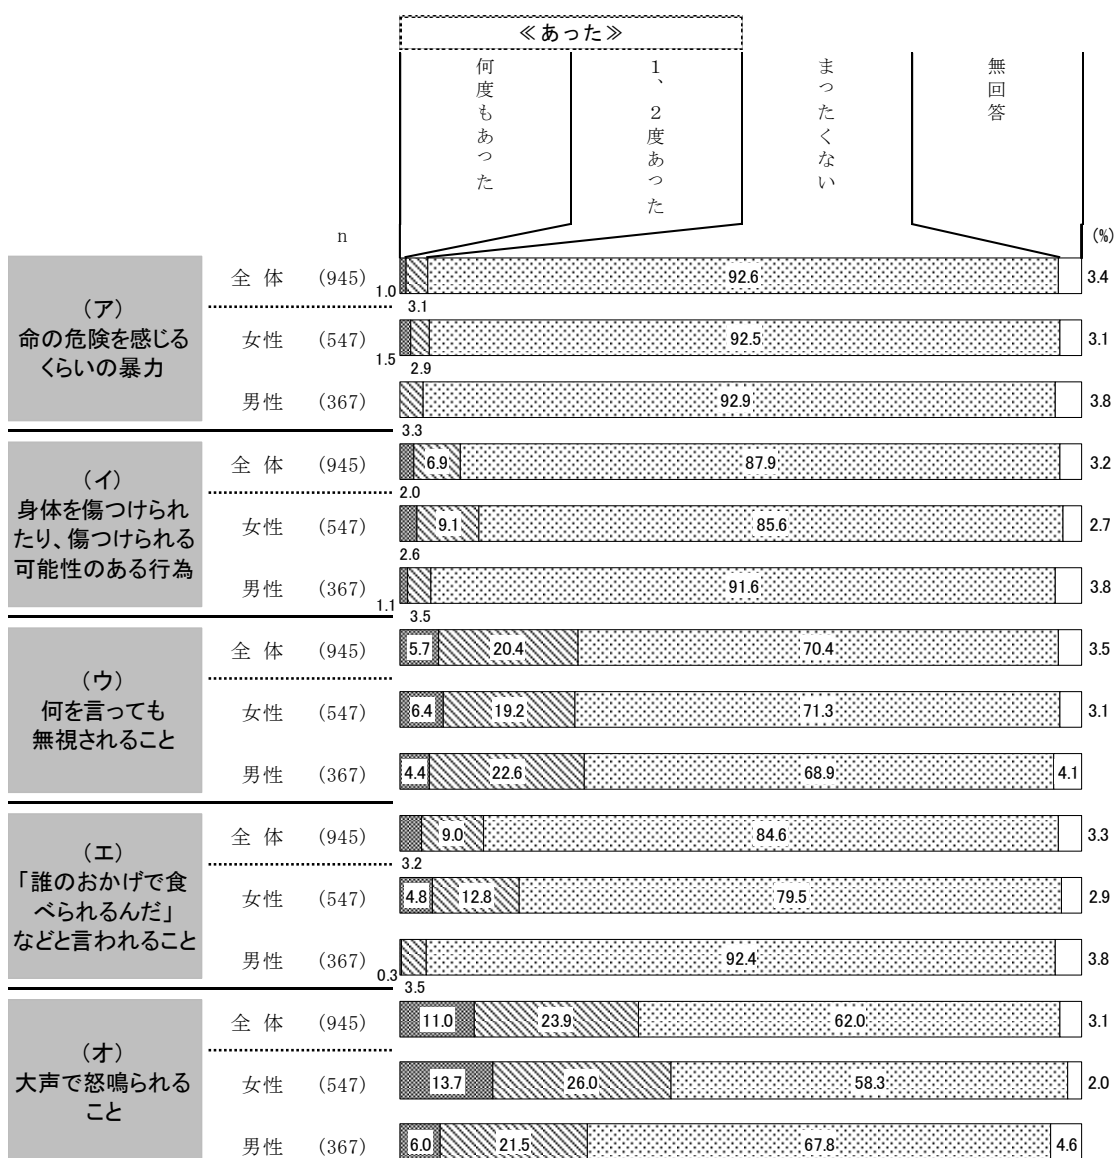 ≪あった≫
何度もあった
1、2度あった
まったくない
無回答
n
(%)
(ア)
命の危険を感じる
くらいの暴力
全 体 (945) 1.0 3.1 92.6 3.4
女性 (547) 1.5 2.9 92.5 3.1
男性 (367) 3.3 92.9 3.8
(イ)
身体を傷つけられ
たり、傷つけられる
可能性のある行為
全 体 (945) 2.0 6.9 87.9 3.2
女性 (547) 2.6 9.1 85.6 2.7
男性 (367) 1.1 3.5 91.6 3.8
(ウ)
何を言っても
無視されること
全 体 (945) 5.7 20.4 70.4 3.5
女性 (547) 6.4 19.2 71.3 3.1
男性 (367) 4.4 22.6 68.9 4.1
(エ)
「誰のおかげで食
べられるんだ」
などと言われること
全 体 (945) 3.2 9.0 84.6 3.3
女性 (547) 4.8 12.8 79.5 2.9
男性 (367) 0.3 3.5 92.4 3.8
(オ)
大声で怒鳴られる
こと
全 体 (945) 11.0 23.9 62.0 3.1
女性 (547) 13.7 26.0 58.3 2.0
男性 (367) 6.0 21.5 67.8 4.6